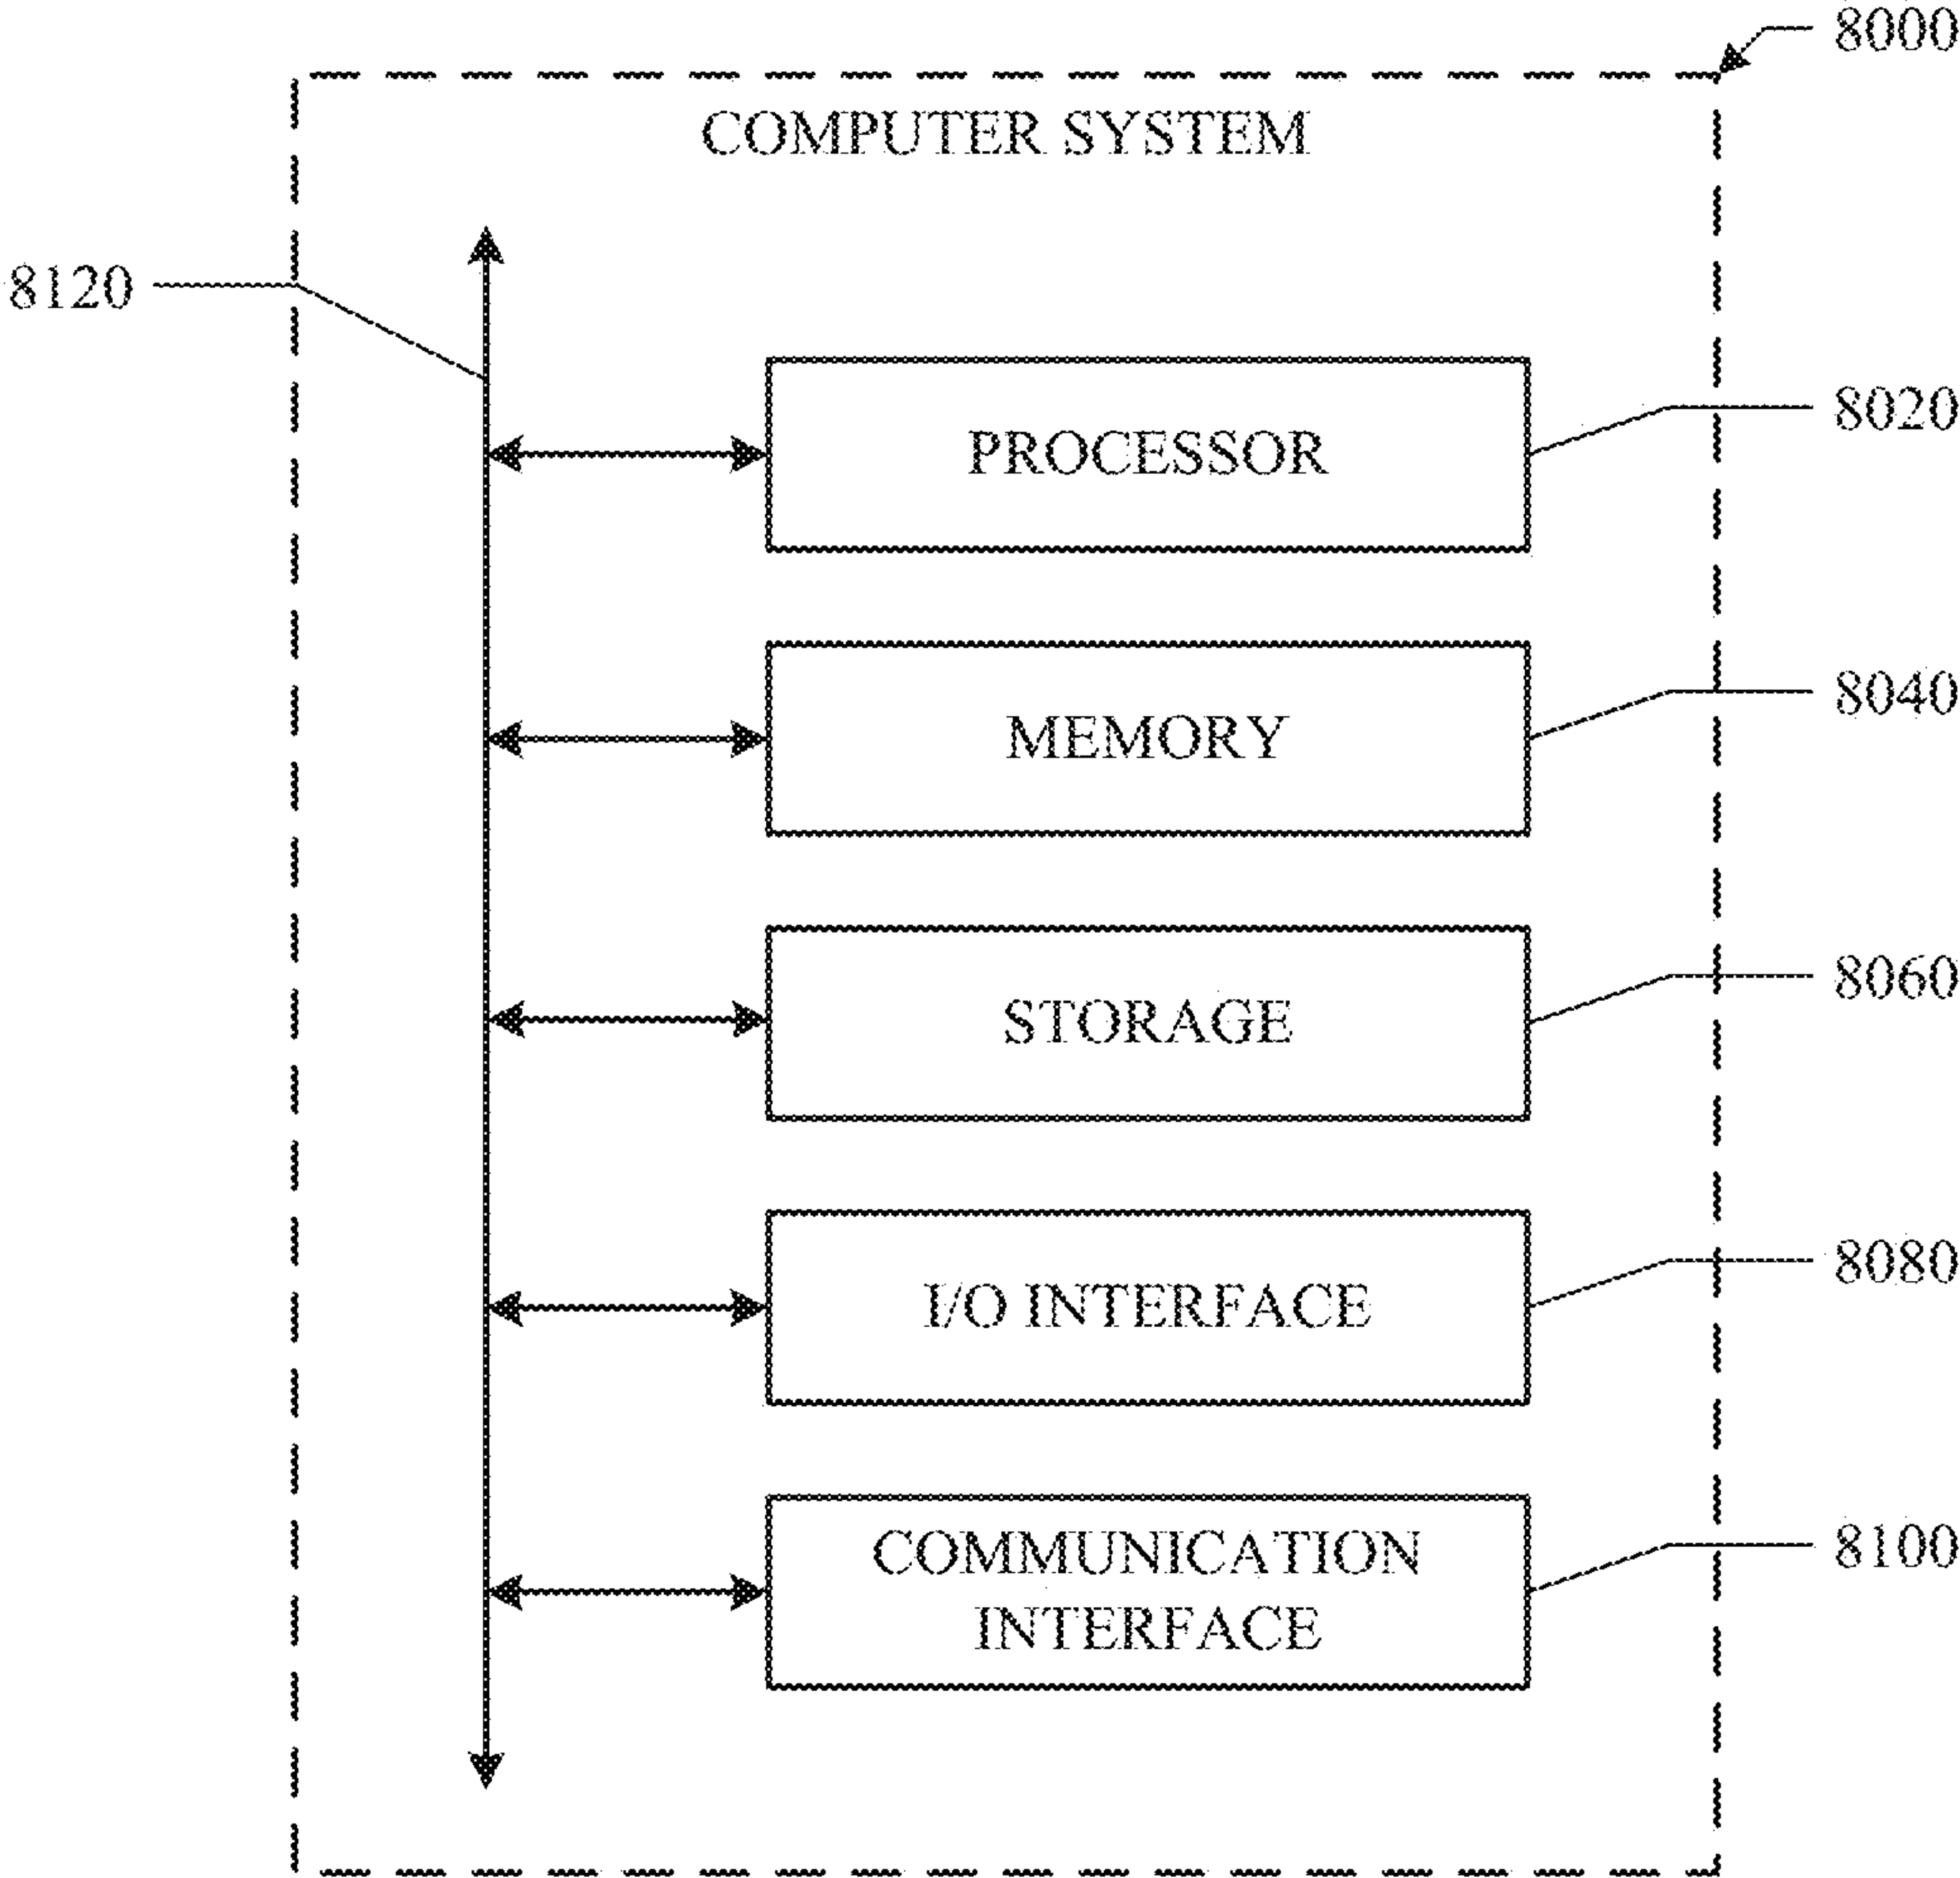 8000
COMPUTER SYSTEM
8120
PROCESSOR
8020
MEMORY
8040
STORAGE
8060
I/O INTERFACE
8080
COMMUNICATION
INTERFACE
8100